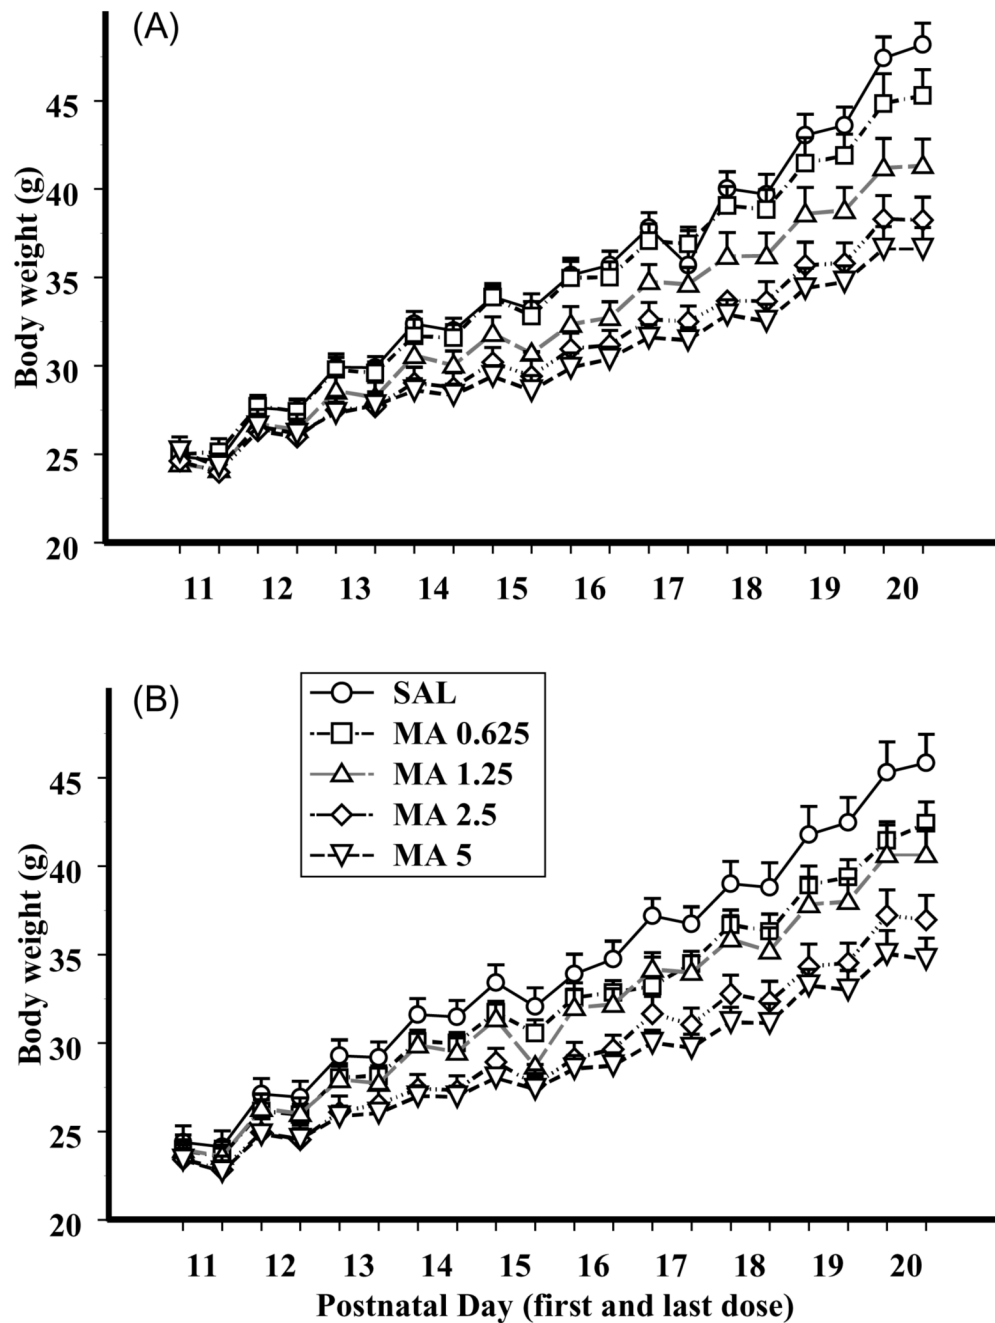 (A)
45
40
35
30
25
20
Body weight (g)
11 12 13 14 15 16 17 18 19 20
(B)
SAL
MA 0.625
MA 1.25
MA 2.5
MA 5
45
40
35
30
25
20
Body weight (g)
11 12 13 14 15 16 17 18 19 20
Postnatal Day (first and last dose)